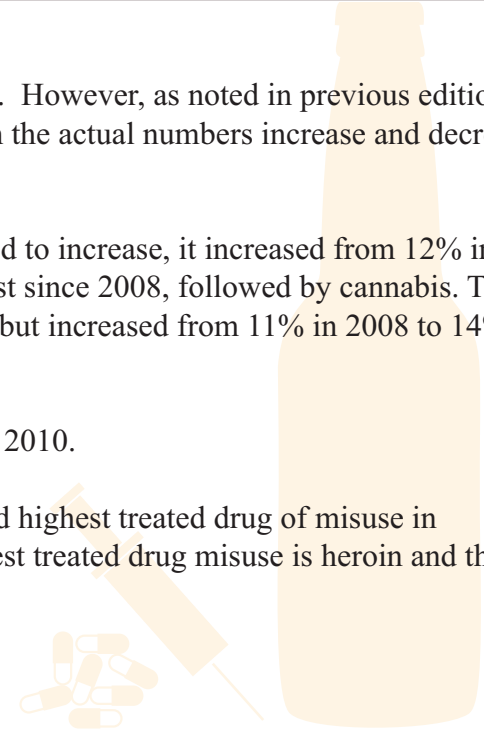 . However, as noted in previous editio
the actual numbers increase and decr
d to increase, it increased from 12% in
st since 2008, followed by cannabis. T
but increased from 11% in 2008 to 14
2010.
d highest treated drug of misuse in
est treated drug misuse is heroin and th